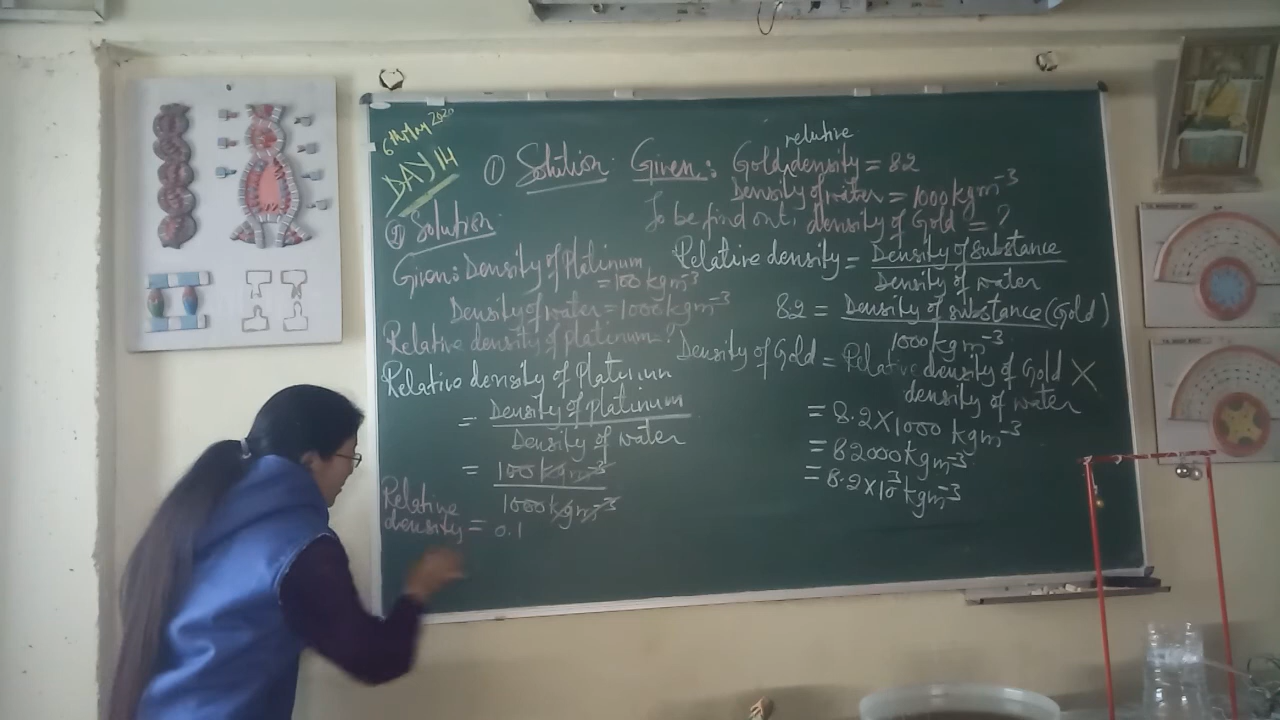 6th May 2020
DAY 14
① Solution Given: Gold relative density = 82
Density of water = 1000kgm⁻³
To be find out, density of Gold = ?
Relative density = Density of substance
Density of water
82 = Density of substance (Gold)
1000 kgm⁻³
Density of Gold = Relative density of Gold X
density of water
= 8.2 X 1000 kgm⁻³
= 82000 kgm⁻³
= 8.2 X 10³ kgm⁻³
Solution
Given: Density of Platinum
= 100 kgm⁻³
Density of water = 1000 kgm⁻³
Relative density of platinum?
Relative density of Platinum
= Density of platinum
Density of water
= 100 kgm⁻³
1000 kgm⁻³
Relative
density = 0.1